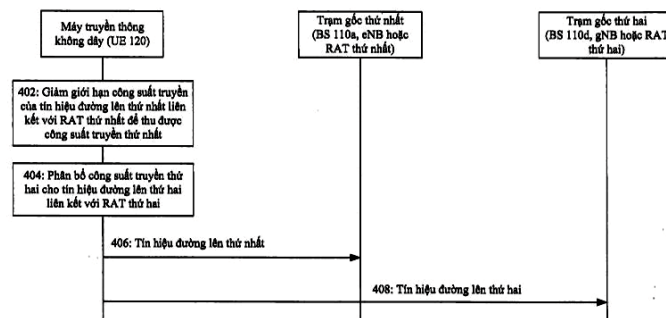 Máy truyền thông
không dây (UE 120)
Trạm gốc thứ nhất
(BS 110a, eNB hoặc
RAT thứ nhất)
Trạm gốc thứ hai
(BS 110d, gNB hoặc RAT
thứ hai)
402: Giảm giới hạn công suất truyền
của tín hiệu đường lên thứ nhất liên
kết với RAT thứ nhất để thu được
công suất truyền thứ nhất
404: Phân bổ công suất truyền thứ
hai cho tín hiệu đường lên thứ hai
liên kết với RAT thứ hai
406: Tín hiệu đường lên thứ nhất
408: Tín hiệu đường lên thứ hai